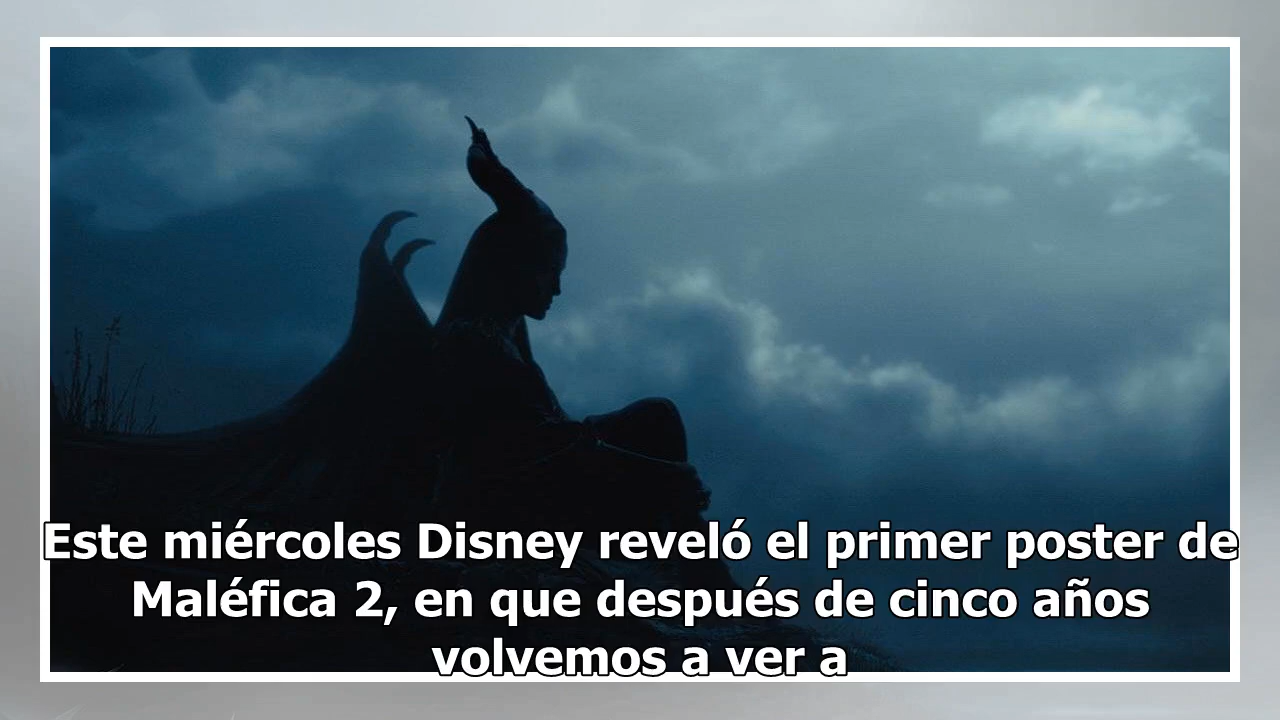 Este miércoles Disney reveló el primer poster de
Maléfica 2, en que después de cinco años
volvemos a ver a